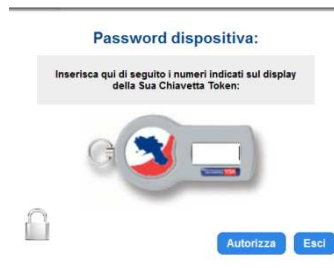 Password dispositiva:
Inserisca qui di seguito i numeri indicati sul display
della Sua Chiavetta Token:
Autorizza Esci